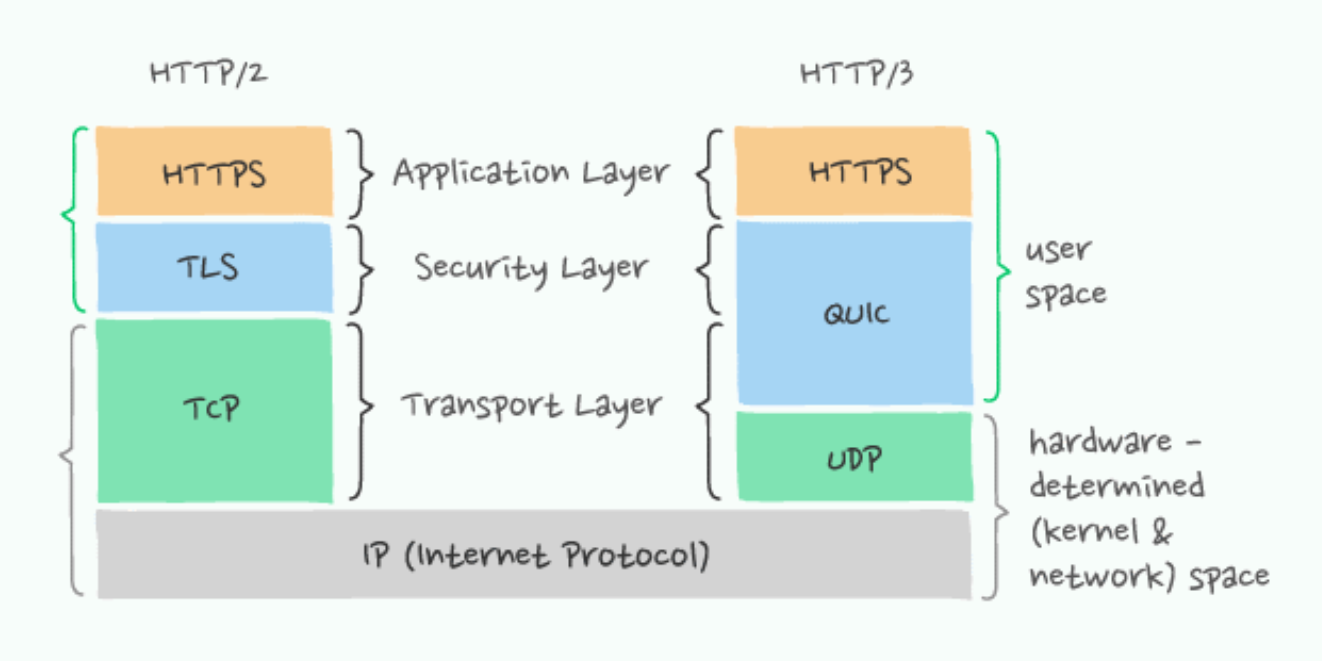 HTTP/2
HTTP/3
HTTPS
Application Layer
HTTPS
TLS
Security Layer
user
space
QUIC
TCP
Transport Layer
UDP
hardware -
determined
(kernel &
network) space
IP (Internet Protocol)